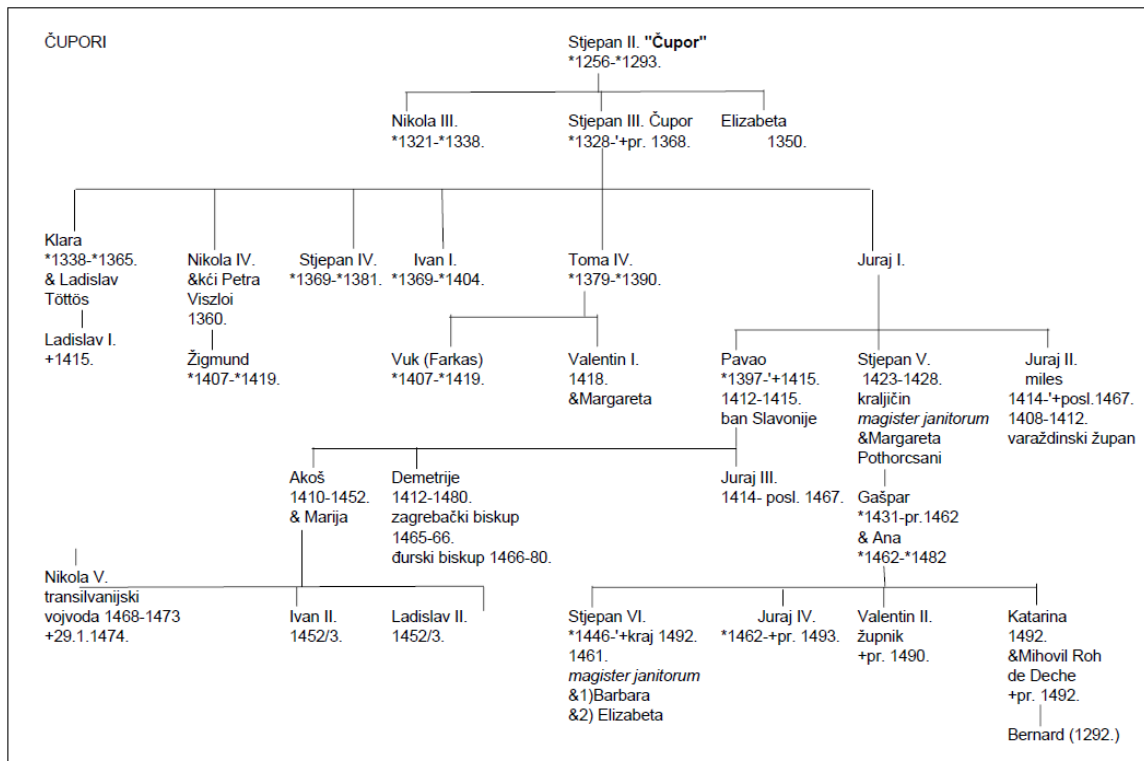 ČUPORI
Stjepan II. "Čupor"
*1256-*1293.
Nikola III.
*1321-*1338.
Stjepan III. Čupor
*1328-'+pr. 1368.
Elizabeta
1350.
Klara
*1338-*1365.
& Ladislav
Töttös
Nikola IV.
&kći Petra
Viszloi
1360.
Stjepan IV.
*1369-*1381.
Ivan I.
*1369-*1404.
Toma IV.
*1379-*1390.
Juraj I.
Ladislav I.
+1415.
Žigmund
*1407-*1419.
Vuk (Farkas)
*1407-*1419.
Valentin I.
1418.
&Margareta
Pavao
*1397-'+1415.
1412-1415.
ban Slavonije
Stjepan V.
1423-1428.
kraljičin
magister janitorum
&Margareta
Pothorcsani
Juraj II.
miles
1414-'+posl.1467.
1408-1412.
varaždinski župan
Akoš
1410-1452.
& Marija
Demetrije
1412-1480.
zagrebački biskup
1465-66.
đurski biskup 1466-80.
Juraj III.
1414- posl. 1467.
Gašpar
*1431-pr.1462
& Ana
*1462-*1482
Nikola V.
transilvanijski
vojvoda 1468-1473
+29.1.1474.
Ivan II.
1452/3.
Ladislav II.
1452/3.
Stjepan VI.
*1446-'+kraj 1492.
1461.
magister janitorum
&1)Barbara
&2) Elizabeta
Juraj IV.
*1462-+pr. 1493.
Valentin II.
župnik
+pr. 1490.
Katarina
1492.
&Mihovil Roh
de Deche
+pr. 1492.
Bernard (1292.)